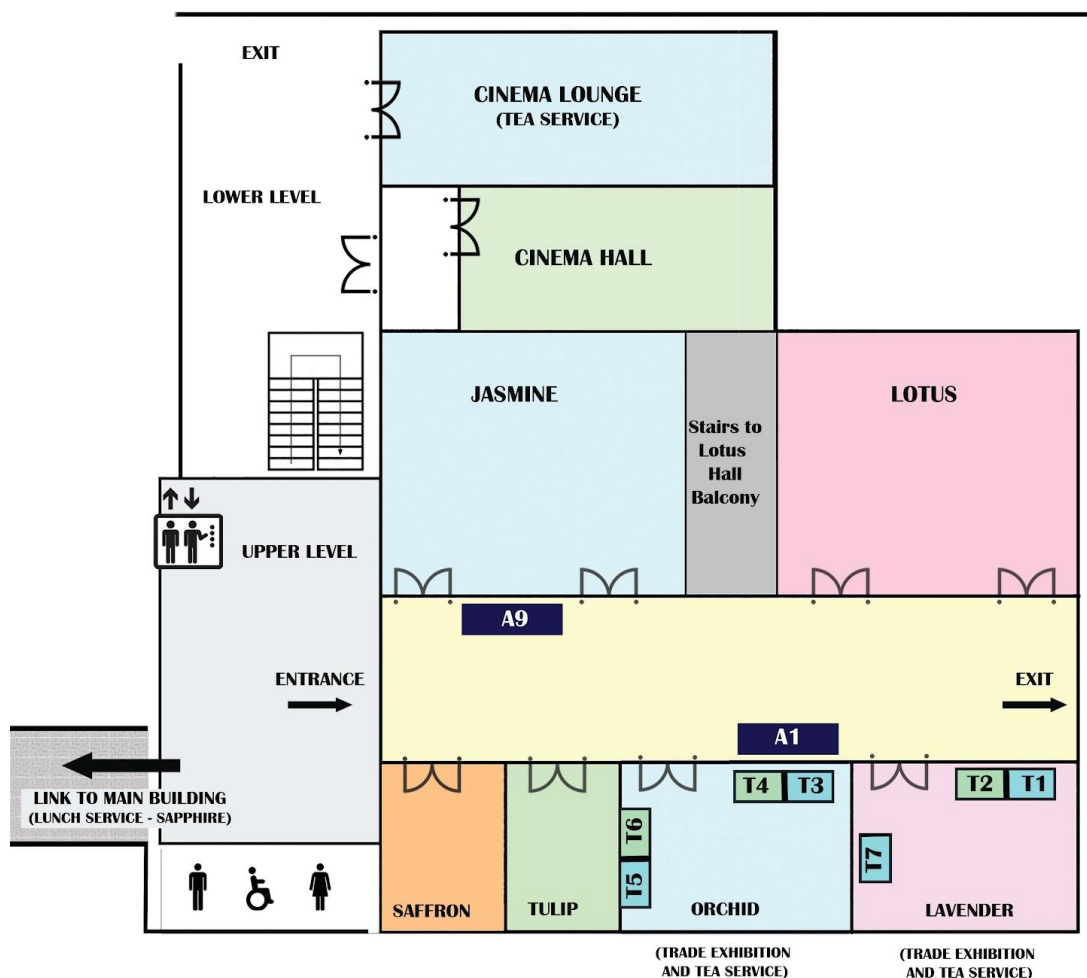 EXIT
CINEMA LOUNGE
(TEA SERVICE)
LOWER LEVEL
CINEMA HALL
JASMINE
Stairs to
Lotus
Hall
Balcony
LOTUS
UPPER LEVEL
A9
ENTRANCE
EXIT
A1
LINK TO MAIN BUILDING
(LUNCH SERVICE - SAPPHIRE)
T4
T3
T2
T1
T6
T5
T7
SAFFRON
TULIP
ORCHID
LAVENDER
(TRADE EXHIBITION
AND TEA SERVICE)
(TRADE EXHIBITION
AND TEA SERVICE)